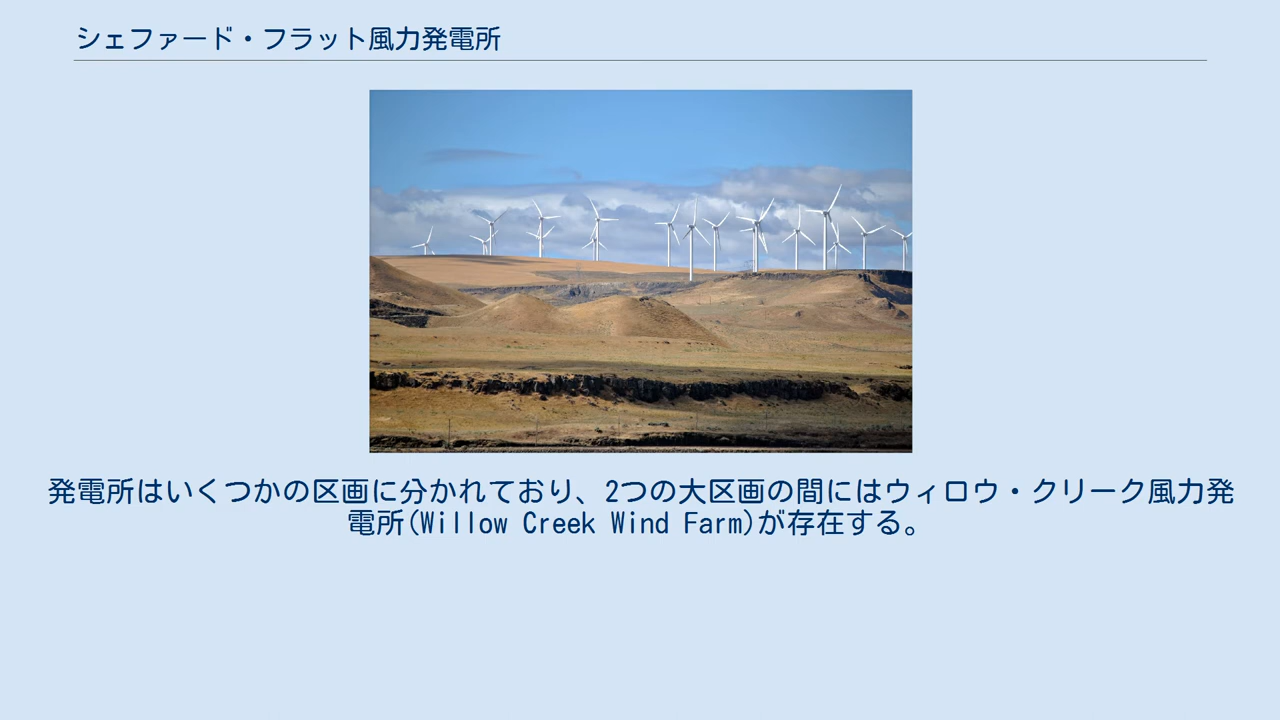 シェファード・フラット風力発電所
発電所はいくつかの区画に分かれており、2つの大区画の間にはウィロウ・クリーク風力発
電所(Willow Creek Wind Farm)が存在する。